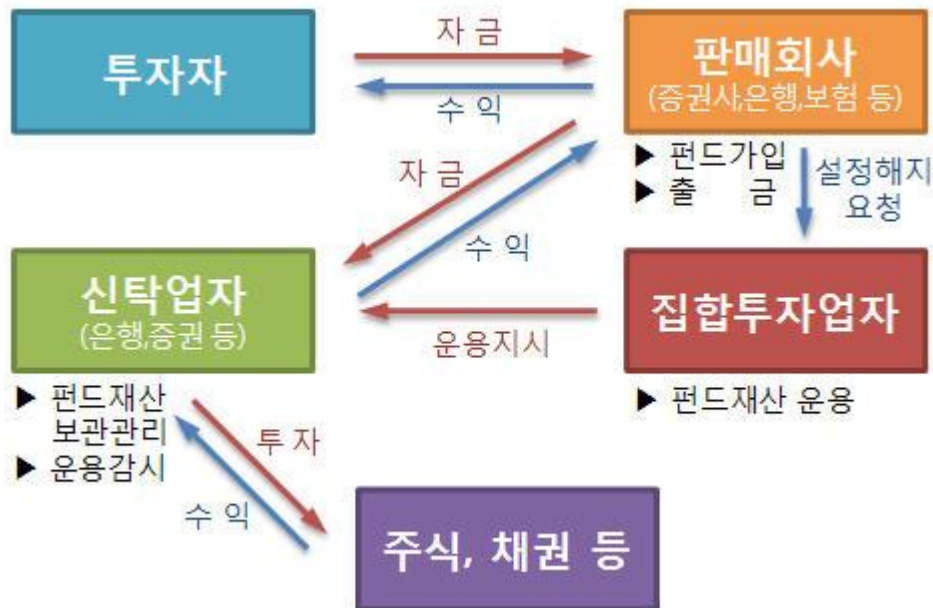 투자자
자 금
수 익
판매회사
(증권사,은행,보험 등)
▶ 펀드가입
▶ 출 금
설정해지
요청
자 금
수 익
신탁업자
(은행,증권 등)
운용지시
집합투자업자
▶ 펀드재산
보관관리
▶ 운용감시
▶ 펀드재산 운용
투 자
수 익
주식, 채권 등